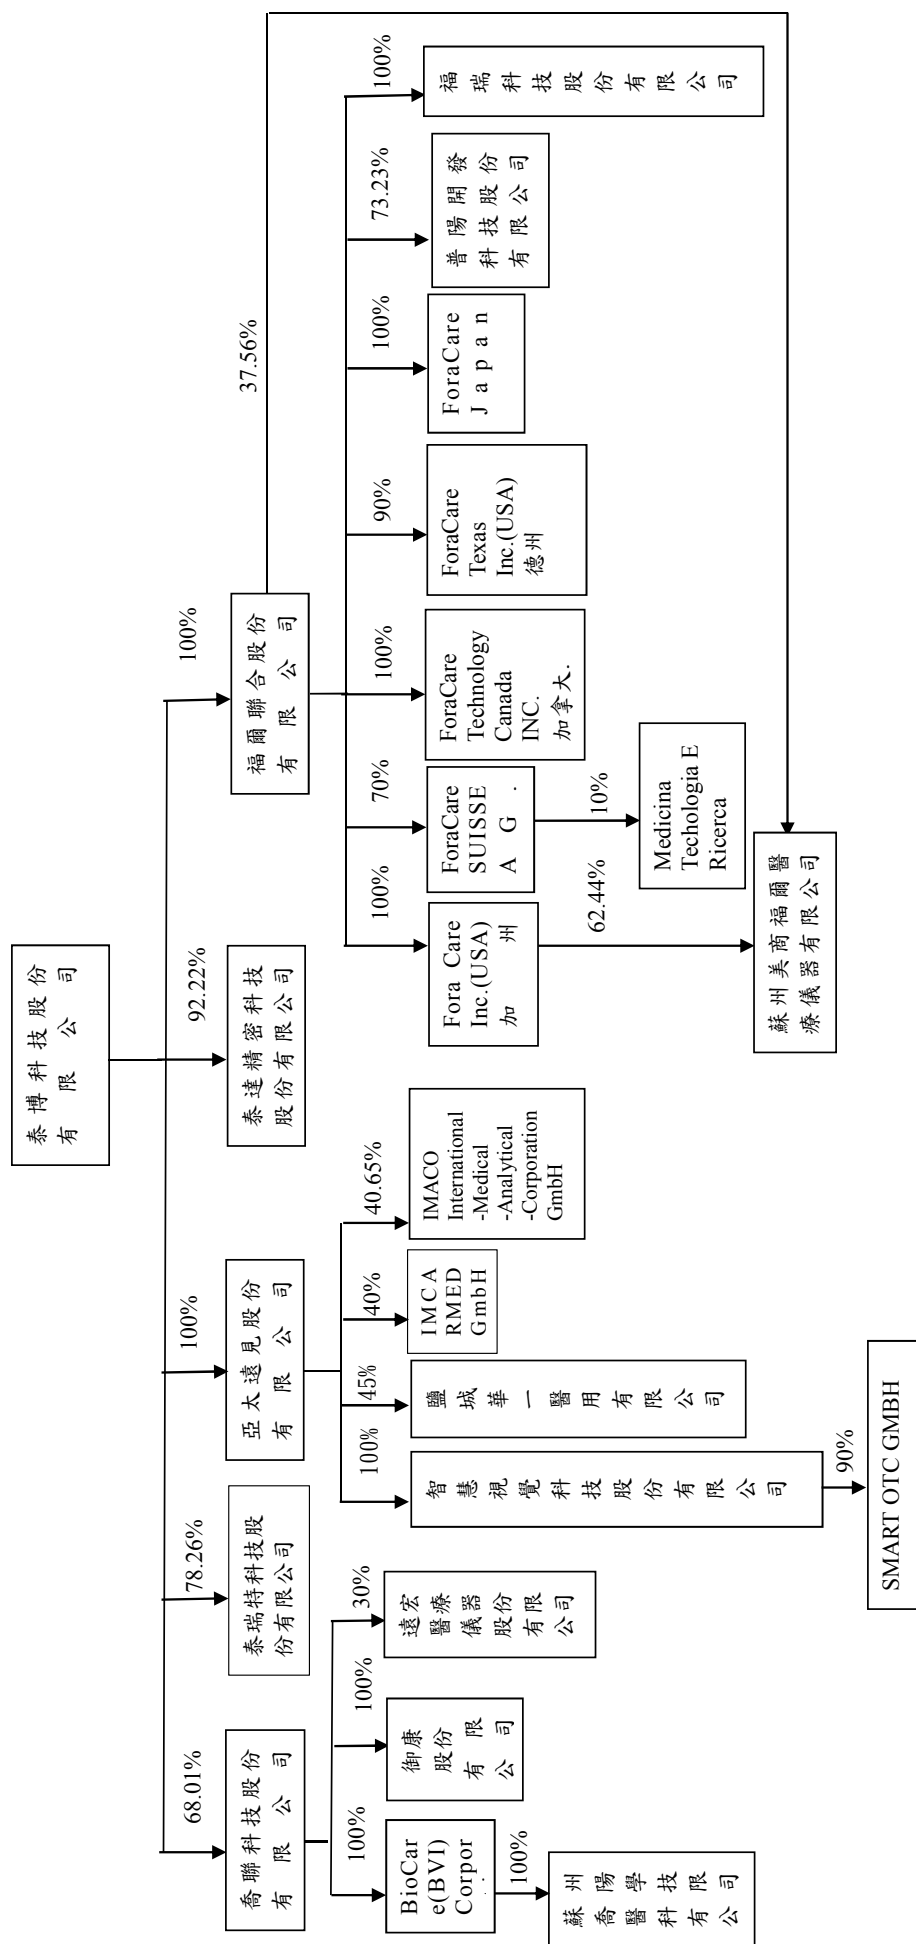 泰博科技股份
有限公司
68.01%
78.26%
100%
92.22%
100%
喬聯科技股份
有限公司
泰瑞特科技股
份有限公司
亞太遠見股份
有限公司
泰達精密科技
股份有限公司
福爾聯合股份
有限公司
37.56%
100%
100%
30%
100%
45%
40%
40.65%
100%
70%
100%
90%
100%
73.23%
100%
BioCar
e(BVI)
Corpor
御康
股份
有限
公司
遠宏
醫療
儀器
股份
有限
公司
智慧視覺科技股份有限公司
鹽城華一醫用有限公司
IMCA
RMED
GmbH
IMACO
International
-Medical
-Analytical
-Corporation
GmbH
Fora Care
Inc.(USA)
加州
ForaCare
SUISSE
AG.
ForaCare
Technology
Canada
INC.
加拿大.
ForaCare
Texas
Inc.(USA)
德州
ForaCare
Japan
普陽開發
科技股份
有限公司
福瑞科技股份有限公司
100%
蘇州
喬陽
醫學
科技
有限
公司
90%
SMART OTC GMBH
62.44%
10%
Medicina
Techologia E
Ricerca
蘇州美商福爾醫
療儀器有限公司